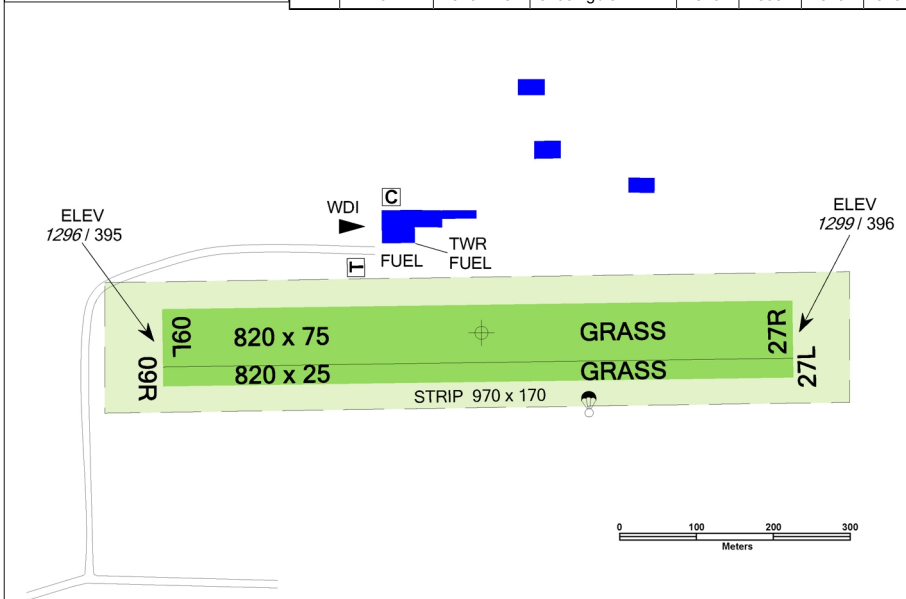 C
WDI
ELEV
1296 / 395
ELEV
1299 / 396
TWR
FUEL
FUEL
T
09L
820 x 75
GRASS
27R
09R
820 x 25
GRASS
27L
STRIP 970 x 170
0 100 200 300
Meters